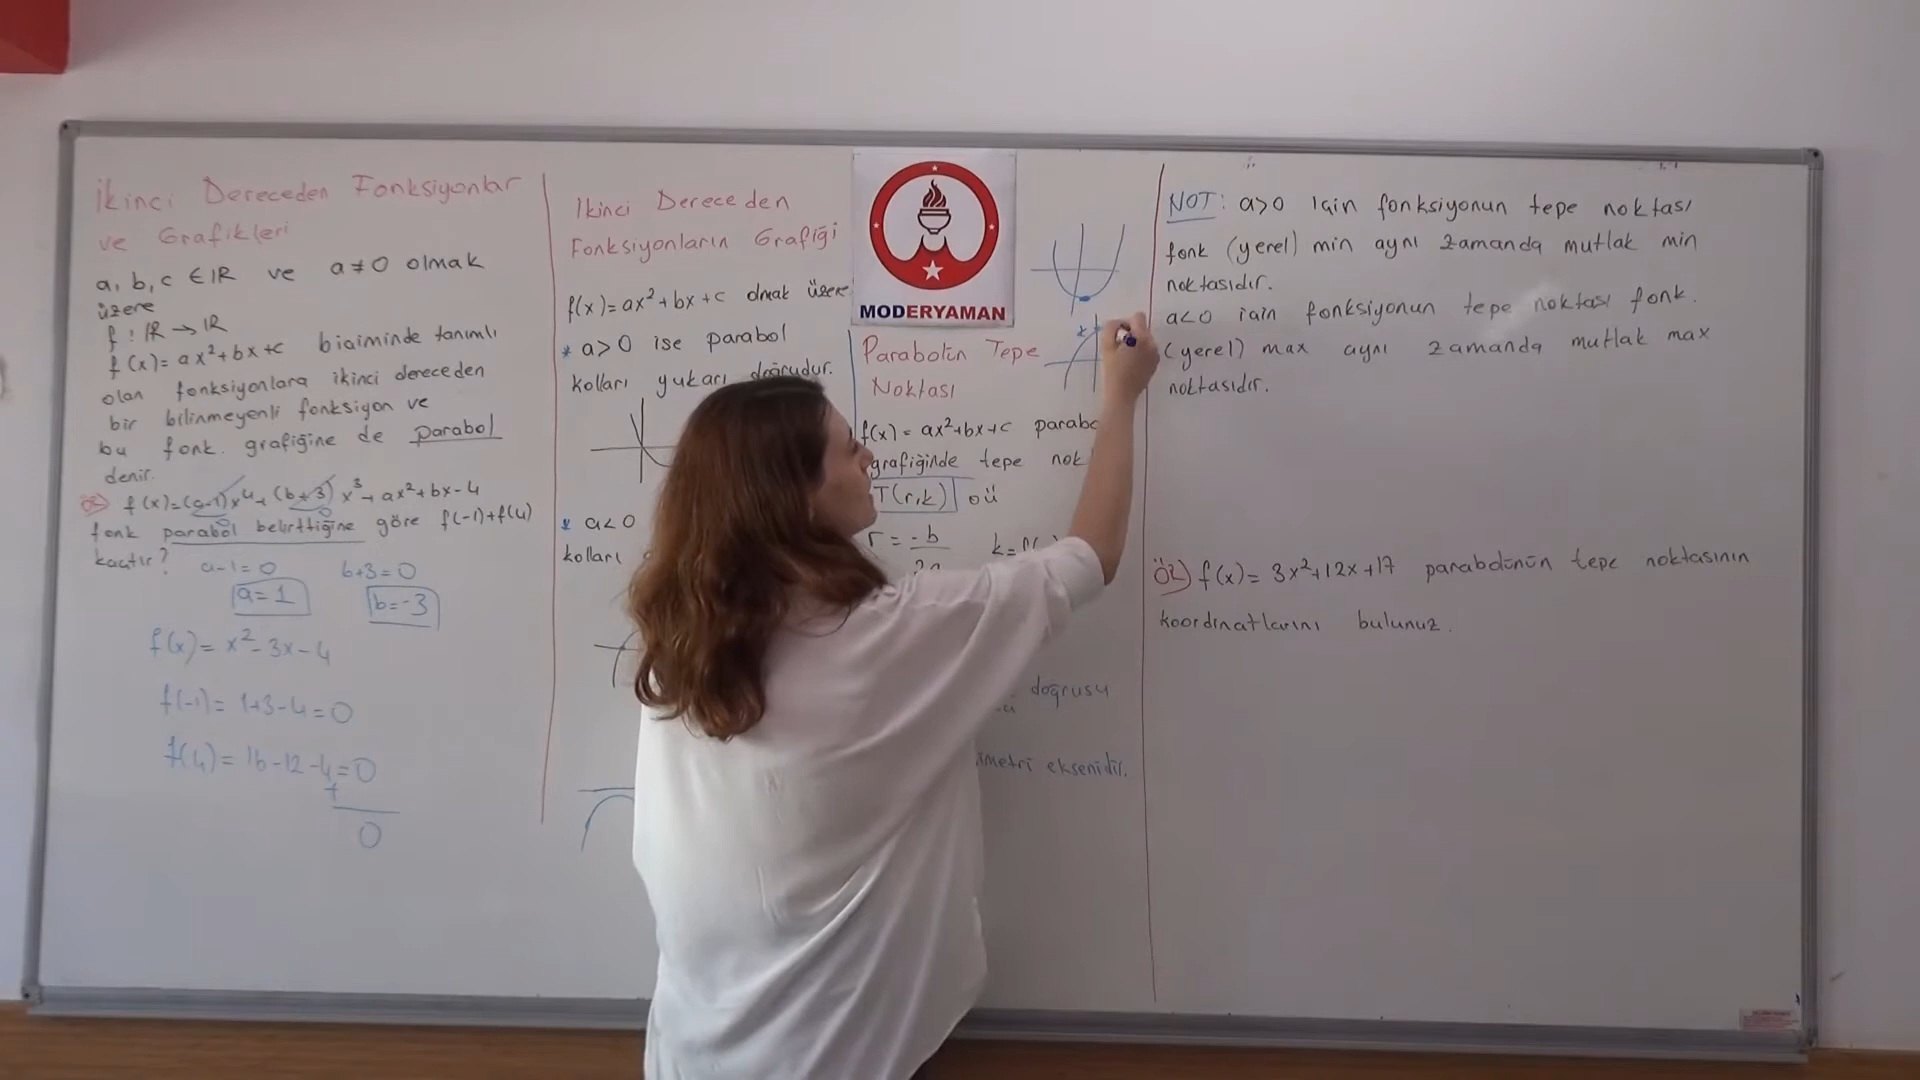 İkinci Dereceden Fonksiyonlar
ve Grafikleri
a, b, c ∈ IR ve a≠0 olmak
üzere
f : IR → IR
f(x) = ax²+bx+c biçiminde tanımlı
olan fonksiyonlara ikinci dereceden
bir bilinmeyenli fonksiyon ve
bu fonk. grafiğine de parabol
denir.
ÖR) f(x)=(a-1)x⁴+(b+3)x³+ax²+bx-4
fonk parabol belirttiğine göre f(-1)+f(4)
kaçtır?
a-1=0 b+3=0
a=1 b=-3
f(x)= x²-3x-4
f(-1)= 1+3-4=0
f(4)= 16-12-4=0
+
0
İkinci Dereceden
Fonksiyonların Grafiği
f(x)=ax²+bx+c olmak üzere
* a>0 ise parabol
kolları yukarı doğrudur.
* a<0
kolları
MODERYAMAN
Parabolün Tepe
Noktası
f(x)= ax²+bx+c
grafiğinde tepe
T(r,k)
r = -b
k=
doğrusu
eksenidir.
NOT: a>0 için fonksiyonun tepe noktası
fonk (yerel) min aynı zamanda mutlak min
noktasıdır.
a<0 için fonksiyonun tepe noktası fonk.
(yerel) max aynı zamanda mutlak max
noktasıdır.
ÖR) f(x)= 3x²+12x+17 parabolünün tepe noktasının
koordinatlarını bulunuz.